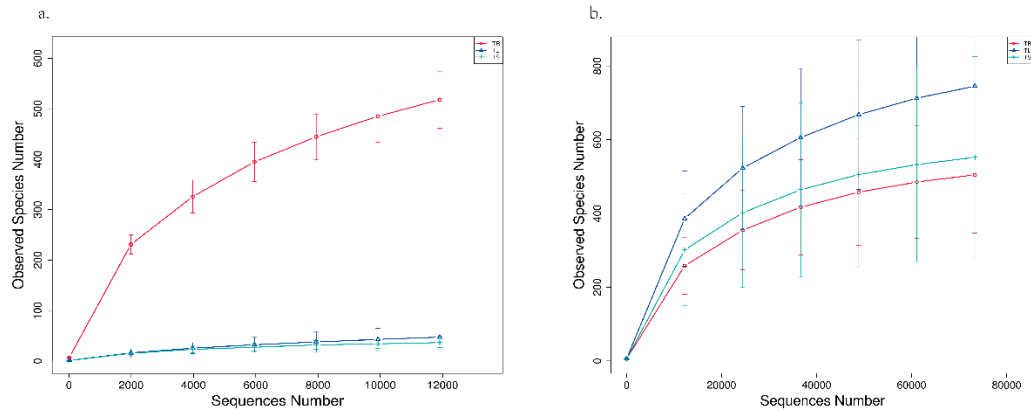 a.
TR
TL
TS
600
500
400
300
200
100
0
Observed Species Number
0 2000 4000 6000 8000 10000 12000
Sequences Number
b.
TR
TL
TS
800
600
400
200
0
Observed Species Number
0 20000 40000 60000 80000
Sequences Number